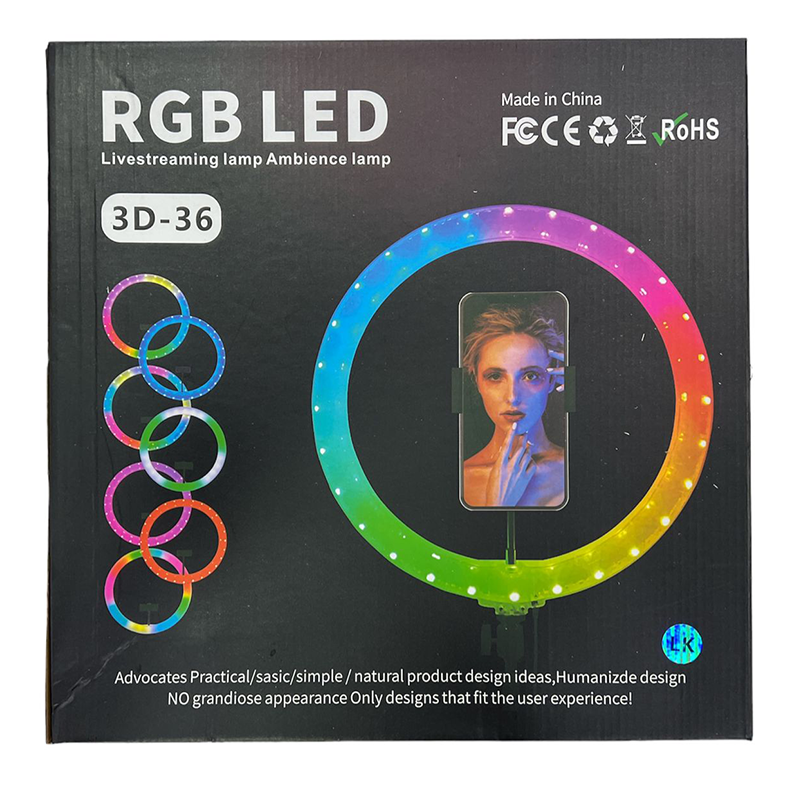 RGB LED
Livestreaming lamp Ambience lamp
3D-36
Made in China
FC CE RoHS
LK
Advocates Practical/sasic/simple / natural product design ideas,Humanizde design
NO grandiose appearance Only designs that fit the user experience!